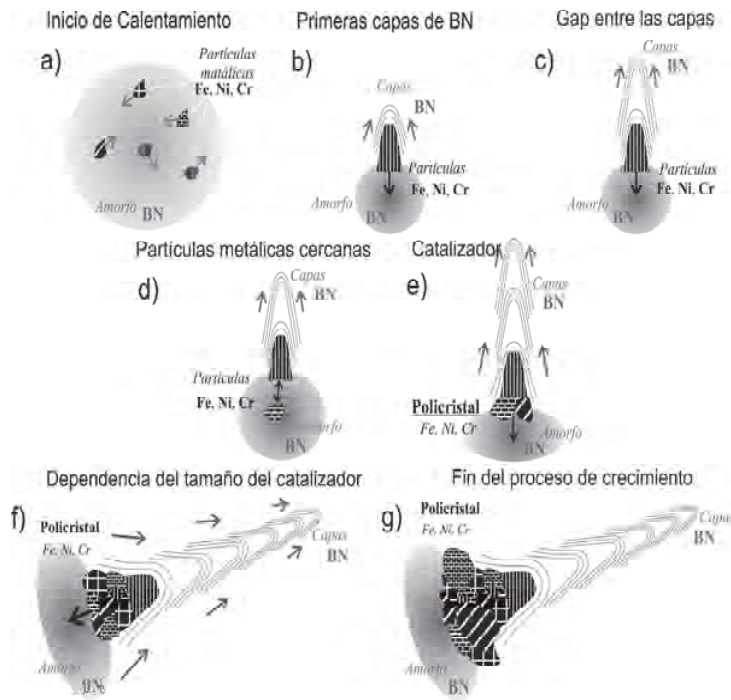 Inicio de Calentamiento
a)
Partículas
matálicas
Fe, Ni, Cr
Amorfo BN
Primeras capas de BN
b)
Capas
BN
Partículas
Fe, Ni, Cr
Amorfo
BN
Gap entre las capas
c)
Capas
BN
Partículas
Fe, Ni, Cr
Amorfo
BN
Partículas metálicas cercanas
d)
Capas
BN
Partículas
Fe, Ni, Cr
BN
Catalizador
e)
Capas
BN
Policristal
Fe, Ni, Cr
Amorfo
BN
Dependencia del tamaño del catalizador
f)
Policristal
Fe, Ni, Cr
Capas
BN
Amorfo
BN
Fin del proceso de crecimiento
g)
Policristal
Fe, Ni, Cr
Capa
BN
Amorfo
BN